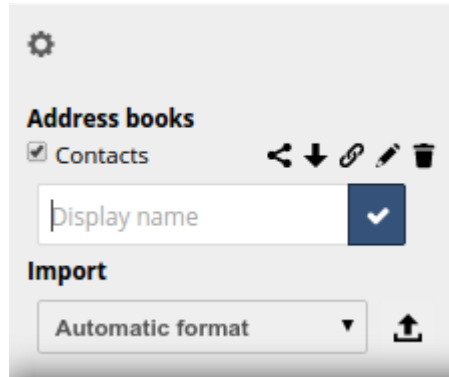 Address books
Contacts
Display name
Import
Automatic format